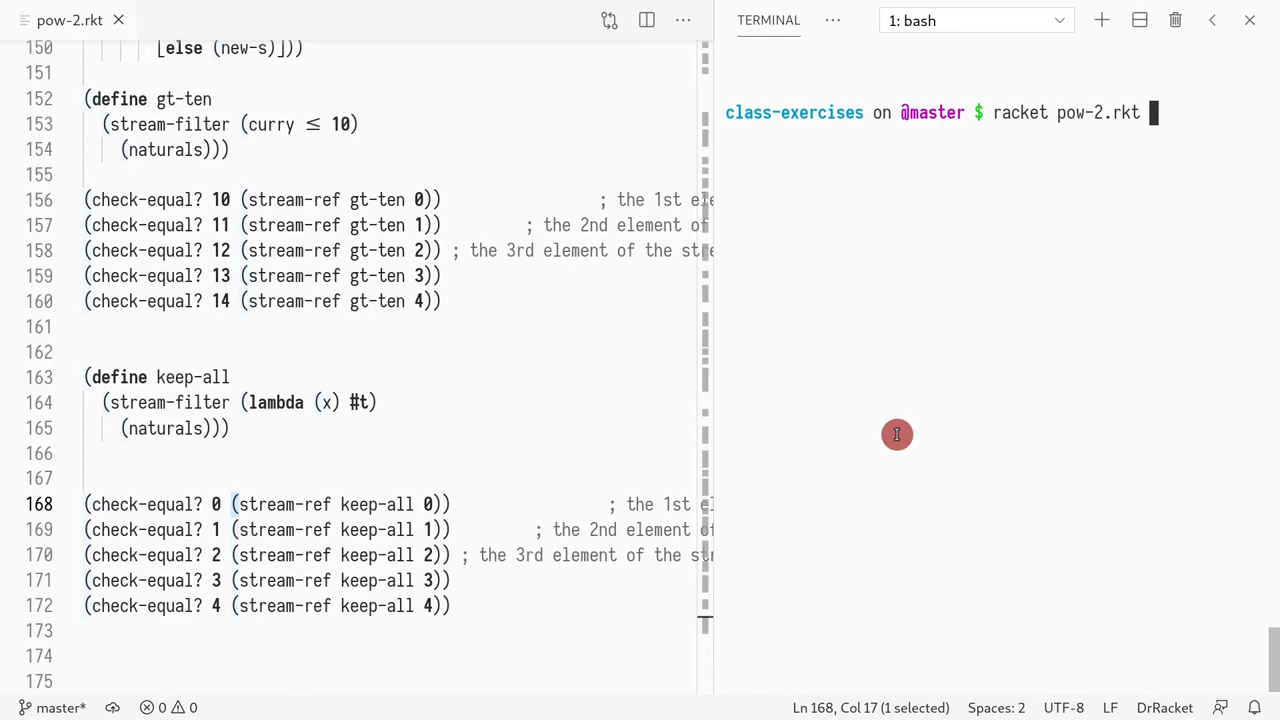 pow-2.rkt
TERMINAL
1: bash
150 [else (new-s)]))
151
152 (define gt-ten
153 (stream-filter (curry ≤ 10)
154 (naturals)))
155
156 (check-equal? 10 (stream-ref gt-ten 0)) ; the 1st
157 (check-equal? 11 (stream-ref gt-ten 1)) ; the 2nd element of
158 (check-equal? 12 (stream-ref gt-ten 2)) ; the 3rd element of the
159 (check-equal? 13 (stream-ref gt-ten 3))
160 (check-equal? 14 (stream-ref gt-ten 4))
161
162
163 (define keep-all
164 (stream-filter (lambda (x) #t)
165 (naturals)))
166
167
168 (check-equal? 0 (stream-ref keep-all 0)) ; the 1st
169 (check-equal? 1 (stream-ref keep-all 1)) ; the 2nd element
170 (check-equal? 2 (stream-ref keep-all 2)) ; the 3rd element of the
171 (check-equal? 3 (stream-ref keep-all 3))
172 (check-equal? 4 (stream-ref keep-all 4))
173
174
175
class-exercises on @master $ racket pow-2.rkt
master* 0 0 Ln 168, Col 17 (1 selected) Spaces: 2 UTF-8 LF DrRacket